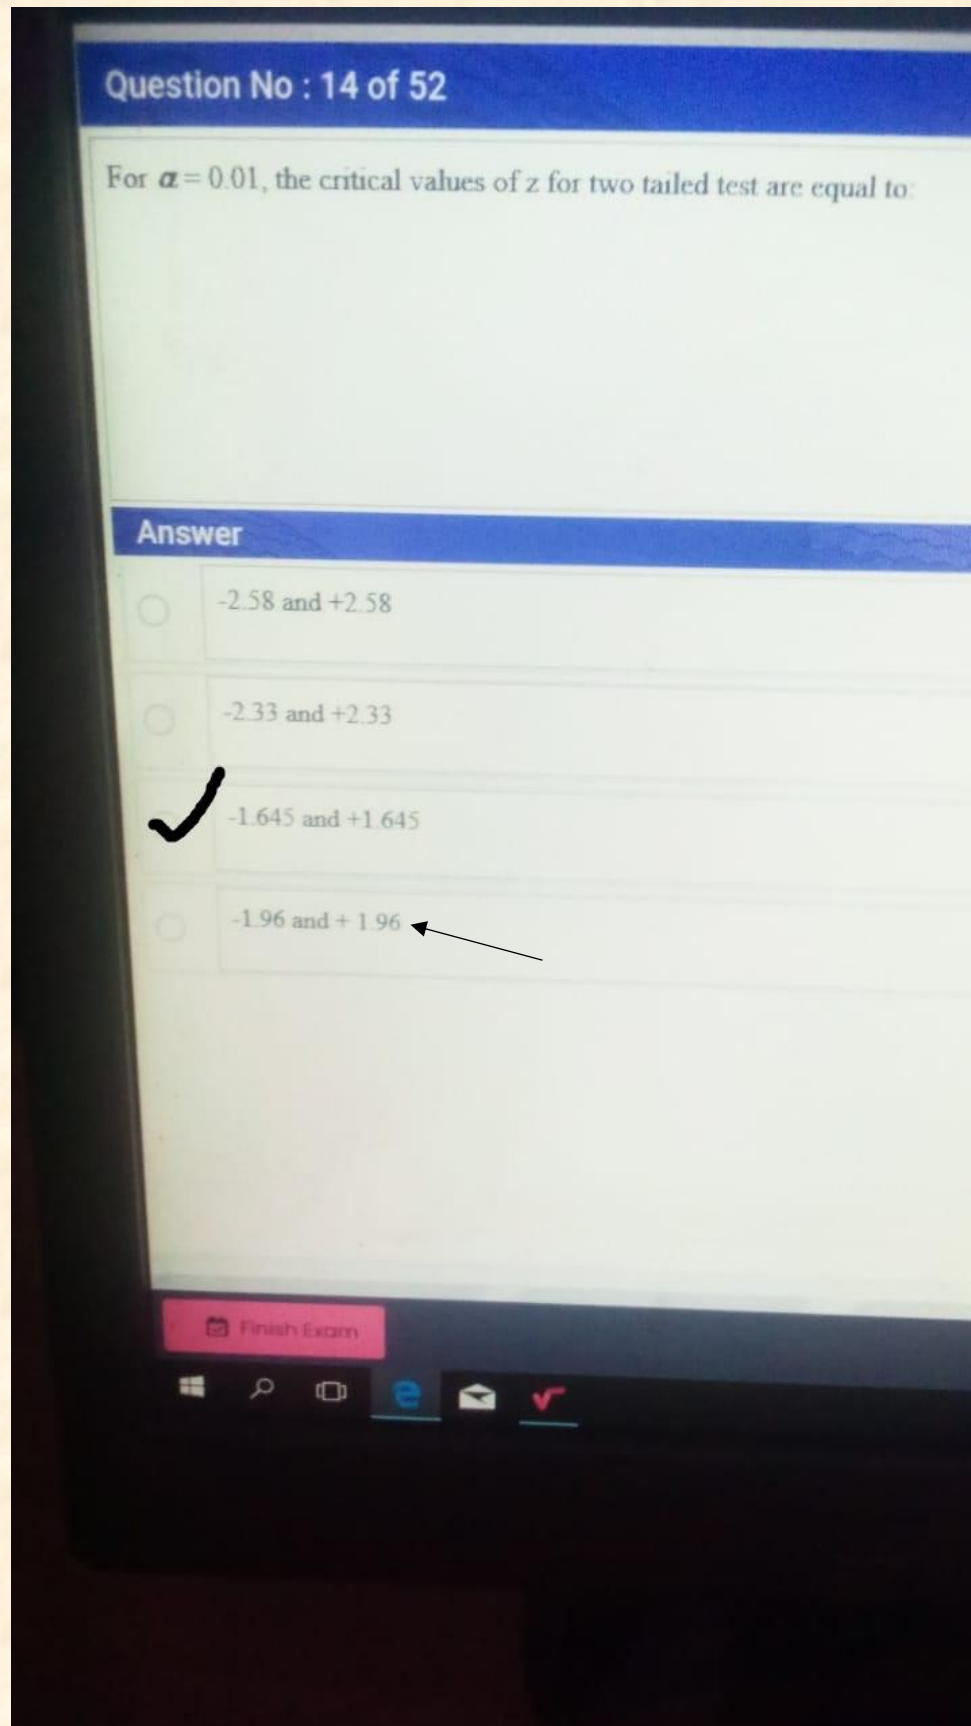 Question No : 14 of 52
For α = 0.01, the critical values of z for two tailed test are equal to:
Answer
-2.58 and +2.58
-2.33 and +2.33
-1.645 and +1.645
-1.96 and + 1.96
Finish Exam